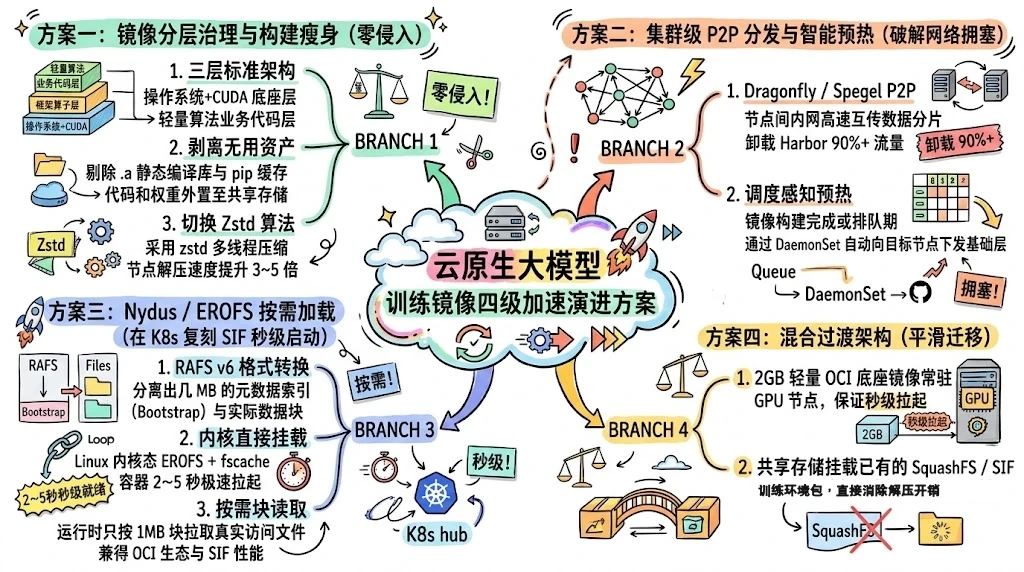 方案一：镜像分层治理与构建瘦身（零侵入）
轻量算法
业务代码层
框架算子层
操作系统+CUDA
1. 三层标准架构
操作系统+CUDA 底座层
轻量算法业务代码层
零侵入！
BRANCH 1
2. 剥离无用资产
剔除 .a 静态编译库与 pip 缓存
代码和权重外置至共享存储
3. 切换 Zstd 算法
Zstd
采用 zstd 多线程压缩
节点解压速度提升 3~5 倍
方案二：集群级 P2P 分发与智能预热（破解网络拥塞）
BRANCH 2
1. Dragonfly / Spegel P2P
节点间内网高速互传数据分片
卸载 Harbor 90%+ 流量
卸载 90%+
2. 调度感知预热
镜像构建完成或排队期
通过 DaemonSet 自动向目标节点下发基础层
Queue
DaemonSet
拥塞！
云原生大模型
训练镜像四级加速演进方案
方案三：Nydus / EROFS 按需加载
（在 K8s 复刻 SIF 秒级启动）
RAFS
Files
Bootstrap
1. RAFS v6 格式转换
分离出几 MB 的元数据索引
（Bootstrap）与实际数据块
按需！
BRANCH 3
Loop
2. 内核直接挂载
Linux 内核态 EROFS + fscache
容器 2~5 秒极速拉起
2~5秒秒级就绪
3. 按需块读取
运行时只按 1MB 块拉取真实访问文件
兼得 OCI 生态与 SIF 性能
秒级！
K8s hub
方案四：混合过渡架构（平滑迁移）
BRANCH 4
1. 2GB 轻量 OCI 底座镜像常驻
GPU 节点，保证秒级拉起
GPU
秒级拉起
2GB
2. 共享存储挂载已有的 SquashFS / SIF
训练环境包，直接消除解压开销
SquashFS